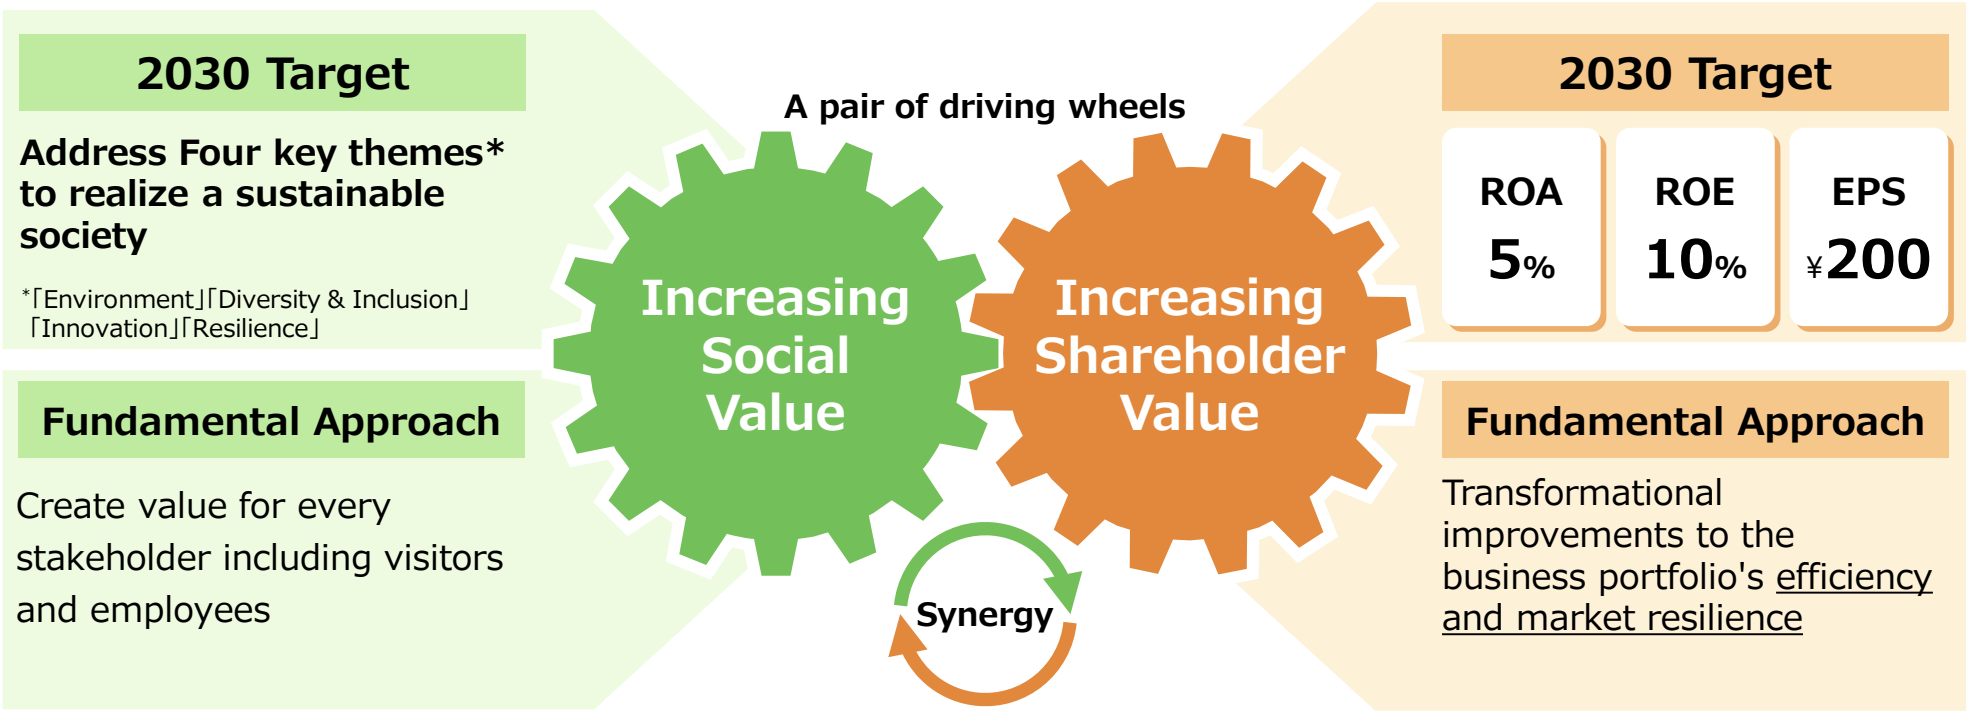 2030 Target
Address Four key themes*
to realize a sustainable
society
*｢Environment｣｢Diversity & Inclusion｣
｢Innovation｣｢Resilience｣
Fundamental Approach
Create value for every
stakeholder including visitors
and employees
A pair of driving wheels
Increasing
Social
Value
Increasing
Shareholder
Value
Synergy
2030 Target
ROA
5%
ROE
10%
EPS
¥200
Fundamental Approach
Transformational
improvements to the
business portfolio's efficiency
and market resilience